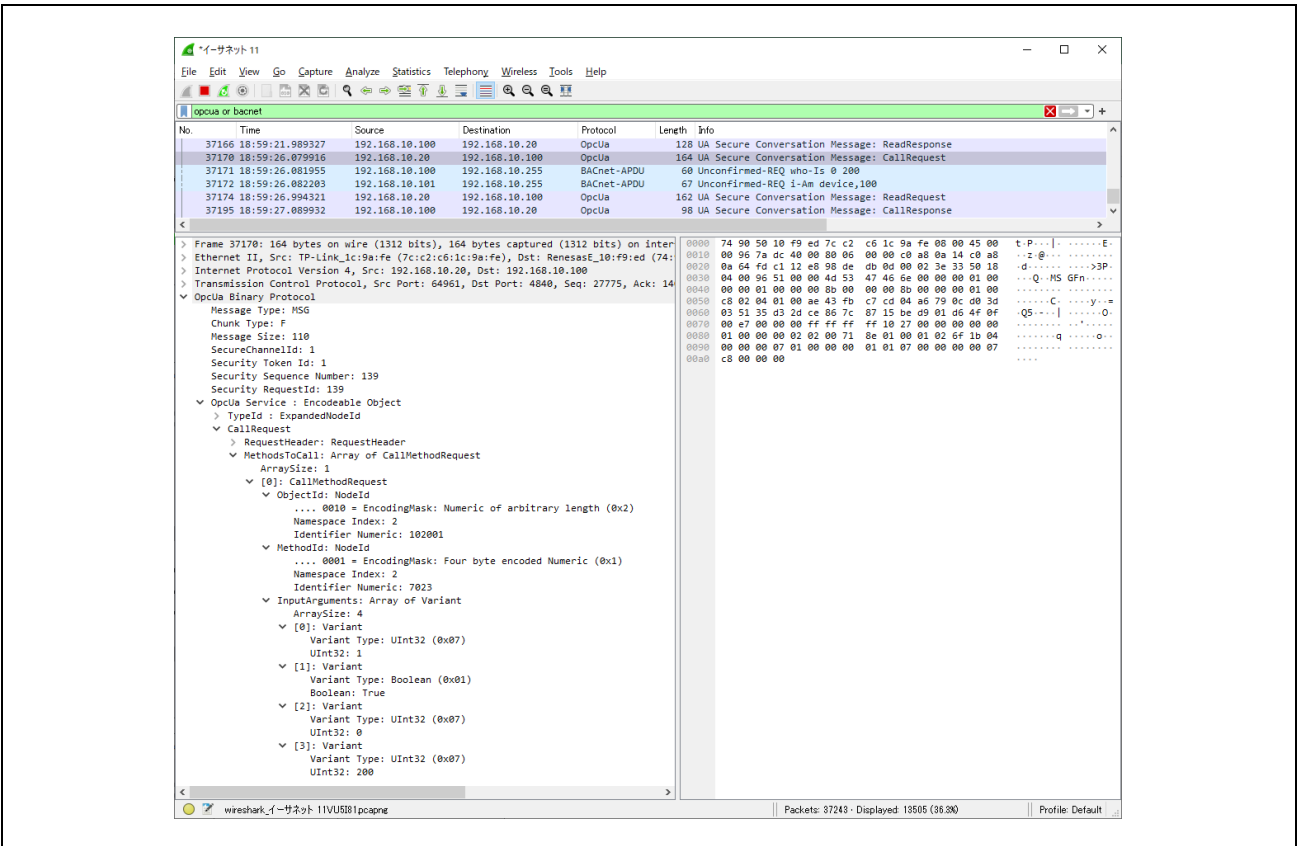 *イーサネット 11
File Edit View Go Capture Analyze Statistics Telephony Wireless Tools Help
opcua or bacnet
No. Time Source Destination Protocol Length Info
37166 18:59:21.989327 192.168.10.100 192.168.10.20 OpcUa 128 UA Secure Conversation Message: ReadResponse
37170 18:59:26.079916 192.168.10.20 192.168.10.100 OpcUa 164 UA Secure Conversation Message: CallRequest
37171 18:59:26.081955 192.168.10.100 192.168.10.255 BACnet-APDU 60 Unconfirmed-REQ who-Is 0 200
37172 18:59:26.082203 192.168.10.101 192.168.10.255 BACnet-APDU 67 Unconfirmed-REQ i-Am device,100
37174 18:59:26.994321 192.168.10.20 192.168.10.100 OpcUa 162 UA Secure Conversation Message: ReadRequest
37195 18:59:27.089932 192.168.10.100 192.168.10.20 OpcUa 98 UA Secure Conversation Message: CallResponse
Frame 37170: 164 bytes on wire (1312 bits), 164 bytes captured (1312 bits) on inter
Ethernet II, Src: TP-Link_1c:9a:fe (7c:c2:c6:1c:9a:fe), Dst: RenesasE_10:f9:ed (74:
Internet Protocol Version 4, Src: 192.168.10.20, Dst: 192.168.10.100
Transmission Control Protocol, Src Port: 64961, Dst Port: 4840, Seq: 27775, Ack: 14
OpcUa Binary Protocol
Message Type: MSG
Chunk Type: F
Message Size: 110
SecureChannelId: 1
Security Token Id: 1
Security Sequence Number: 139
Security RequestId: 139
OpcUa Service : Encodeable Object
TypeId : ExpandedNodeId
CallRequest
RequestHeader: RequestHeader
MethodsToCall: Array of CallMethodRequest
ArraySize: 1
[0]: CallMethodRequest
ObjectId: NodeId
.... 0010 = EncodingMask: Numeric of arbitrary length (0x2)
Namespace Index: 2
Identifier Numeric: 102001
MethodId: NodeId
.... 0001 = EncodingMask: Four byte encoded Numeric (0x1)
Namespace Index: 2
Identifier Numeric: 7023
InputArguments: Array of Variant
ArraySize: 4
[0]: Variant
Variant Type: UInt32 (0x07)
UInt32: 1
[1]: Variant
Variant Type: Boolean (0x01)
Boolean: True
[2]: Variant
Variant Type: UInt32 (0x07)
UInt32: 0
[3]: Variant
Variant Type: UInt32 (0x07)
UInt32: 200
0000 74 90 50 10 f9 ed 7c c2 c6 1c 9a fe 08 00 45 00 t·P···|· ······E·
0010 00 96 7a dc 40 00 80 06 00 00 c0 a8 0a 14 c0 a8 ··z·@··· ········
0020 0a 64 fd c1 12 e8 98 de db 0d 00 02 3e 33 50 18 ·d······ ····>3P·
0030 04 00 96 51 00 00 4d 53 47 46 6e 00 00 00 01 00 ···Q··MS GFn·····
0040 00 00 01 00 00 00 8b 00 00 00 8b 00 00 00 01 00 ········ ········
0050 c8 02 04 01 00 ae 43 fb c7 cd 04 a6 79 0c d0 3d ······C· ····y··=
0060 03 51 35 d3 2d ce 86 7c 87 15 be d9 01 d6 4f 0f ·Q5·-··| ······O·
0070 00 e7 00 00 00 ff ff ff ff 10 27 00 00 00 00 00 ········ ··'·····
0080 01 00 00 00 02 02 00 71 8e 01 00 01 02 6f 1b 04 ·······q ·····o··
0090 00 00 00 07 01 00 00 00 01 01 07 00 00 00 00 07 ········ ········
00a0 c8 00 00 00 ····
wireshark_イーサネット 11VU5I81.pcapng Packets: 37243 · Displayed: 13505 (36.3%) Profile: Default